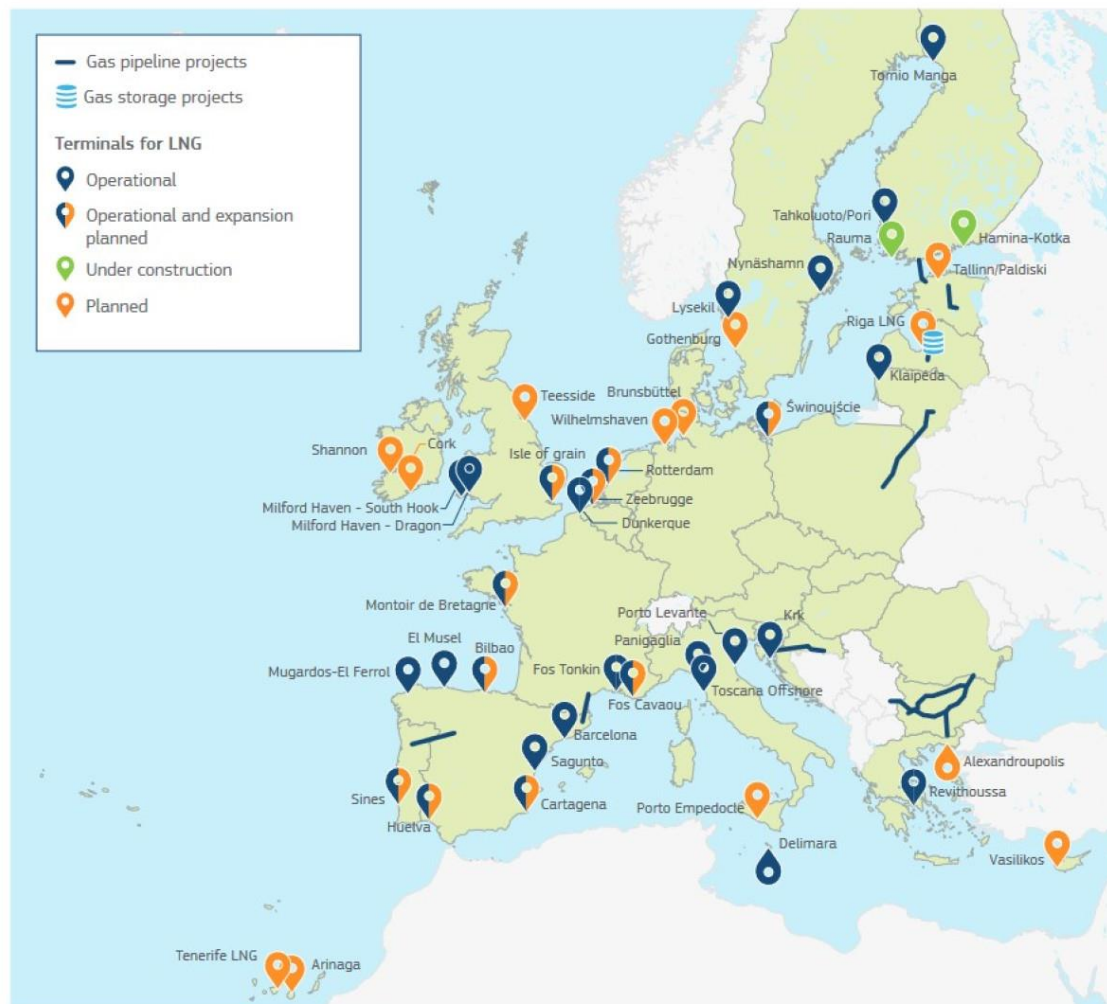 Gas pipeline projects
Gas storage projects
Terminals for LNG
Operational
Operational and expansion
planned
Under construction
Planned
Tornio Manga
Tahkoluoto/Pori
Rauma
Hamina-Kotka
Nynäshamn
Tallinn/Paldiski
Lysekil
Riga LNG
Gothenburg
Klaipėda
Brunsbüttel
Teesside
Świnoujście
Wilhelmshaven
Cork
Shannon
Isle of grain
Rotterdam
Zeebrugge
Milford Haven - South Hook
Milford Haven - Dragon
Dunkerque
Montoir de Bretagne
Porto Levante
Krk
El Musel
Bilbao
Panigaglia
Mugardos-El Ferrol
Fos Tonkin
Toscana Offshore
Fos Cavaou
Barcelona
Sagunto
Alexandroupolis
Revithoussa
Sines
Cartagena
Porto Empedocle
Huelva
Delimara
Vasilikos
Tenerife LNG
Arinaga